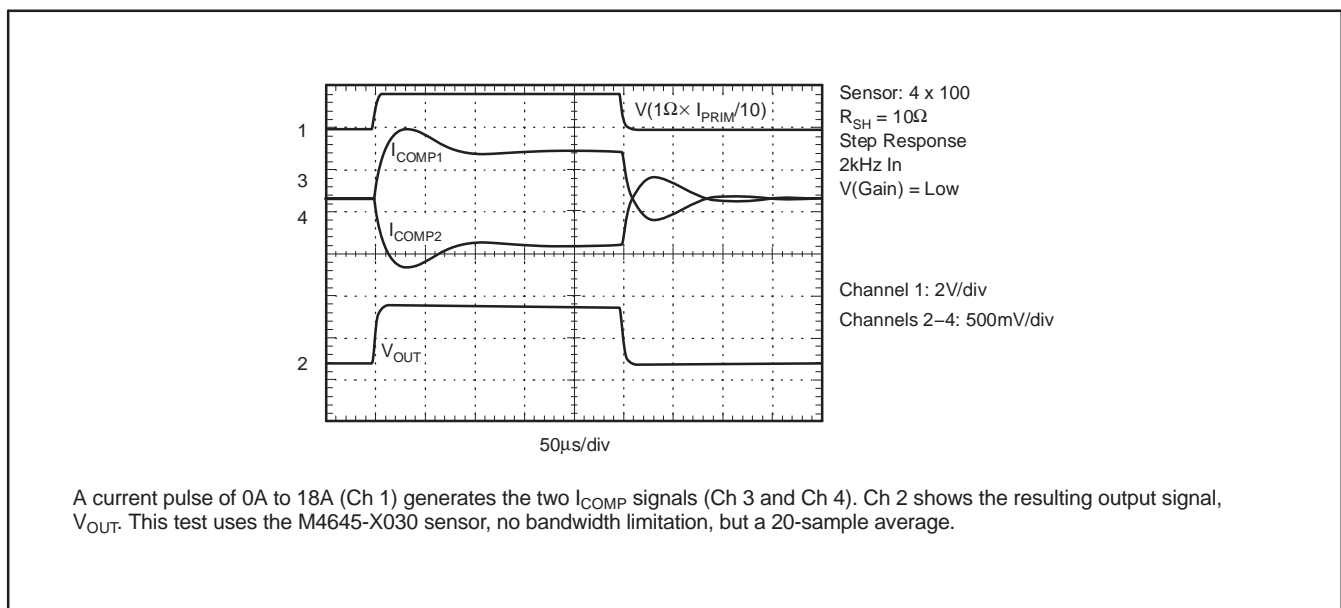 V(1Ω× I_PRIM/10)
Sensor: 4 x 100
R_SH = 10Ω
Step Response
2kHz In
V(Gain) = Low
1
I_COMP1
3
4
I_COMP2
Channel 1: 2V/div
Channels 2–4: 500mV/div
V_OUT
2
50μs/div
A current pulse of 0A to 18A (Ch 1) generates the two I_COMP signals (Ch 3 and Ch 4). Ch 2 shows the resulting output signal,
V_OUT. This test uses the M4645-X030 sensor, no bandwidth limitation, but a 20-sample average.